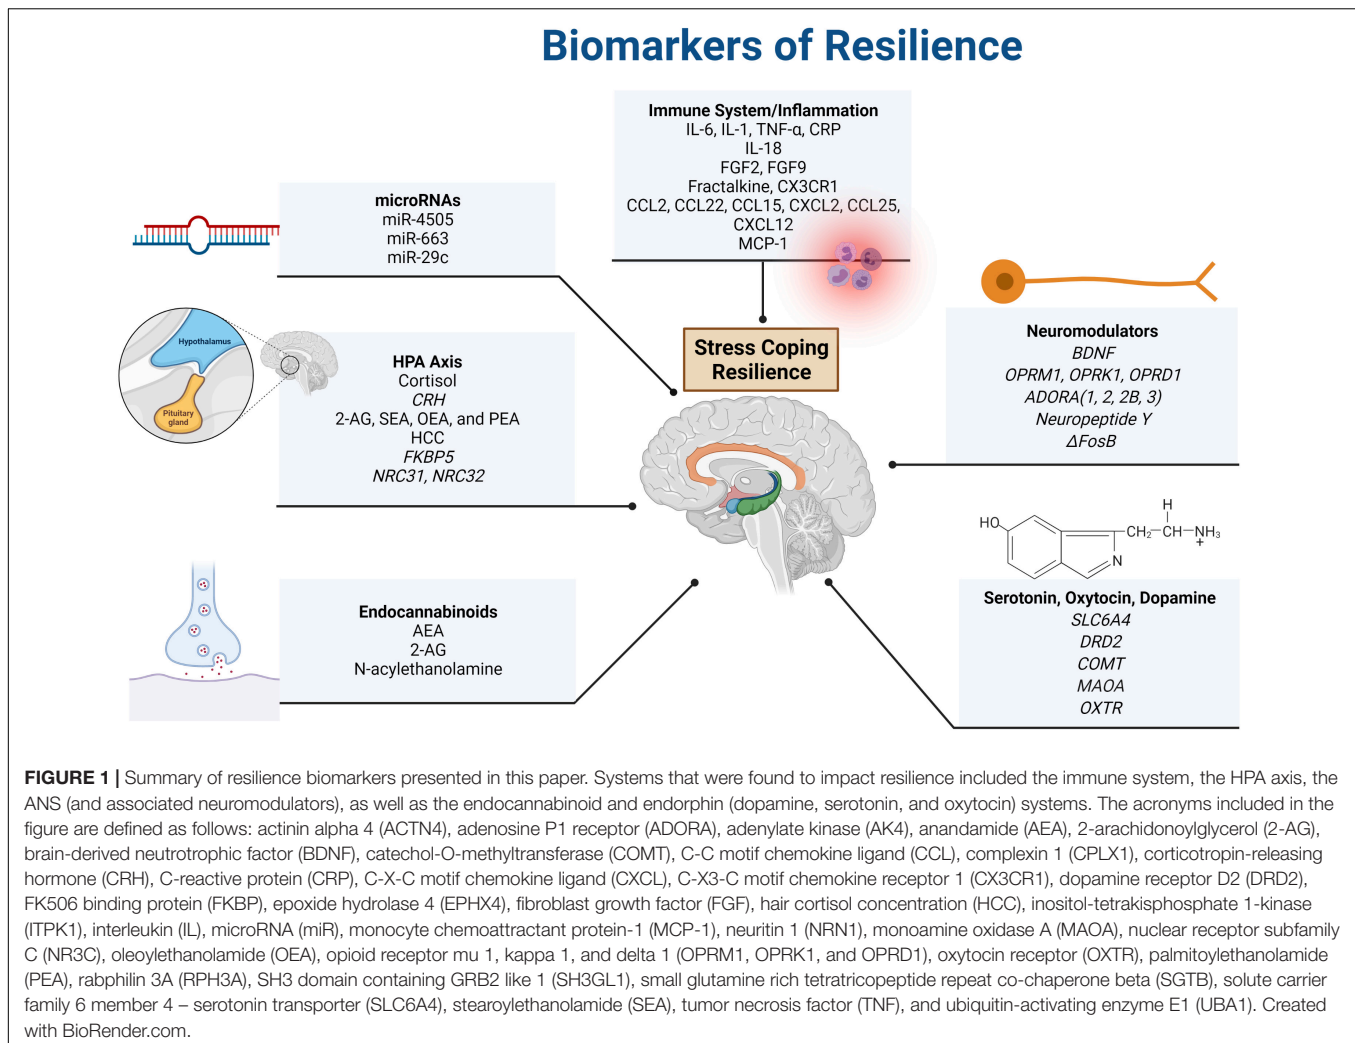 Biomarkers of Resilience
Immune System/Inflammation
IL-6, IL-1, TNF-α, CRP
IL-18
FGF2, FGF9
Fractalkine, CX3CR1
CCL2, CCL22, CCL15, CXCL2, CCL25,
CXCL12
MCP-1
microRNAs
miR-4505
miR-663
miR-29c
Hypothalamus
Pituitary
gland
HPA Axis
Cortisol
CRH
2-AG, SEA, OEA, and PEA
HCC
FKBP5
NRC31, NRC32
Stress Coping
Resilience
Neuromodulators
BDNF
OPRM1, OPRK1, OPRD1
ADORA(1, 2, 2B, 3)
Neuropeptide Y
ΔFosB
Endocannabinoids
AEA
2-AG
N-acylethanolamine
H
HO
CH2—CH—NH3
+
N
Serotonin, Oxytocin, Dopamine
SLC6A4
DRD2
COMT
MAOA
OXTR
FIGURE 1 | Summary of resilience biomarkers presented in this paper. Systems that were found to impact resilience included the immune system, the HPA axis, the
ANS (and associated neuromodulators), as well as the endocannabinoid and endorphin (dopamine, serotonin, and oxytocin) systems. The acronyms included in the
figure are defined as follows: actinin alpha 4 (ACTN4), adenosine P1 receptor (ADORA), adenylate kinase (AK4), anandamide (AEA), 2-arachidonoylglycerol (2-AG),
brain-derived neutrotrophic factor (BDNF), catechol-O-methyltransferase (COMT), C-C motif chemokine ligand (CCL), complexin 1 (CPLX1), corticotropin-releasing
hormone (CRH), C-reactive protein (CRP), C-X-C motif chemokine ligand (CXCL), C-X3-C motif chemokine receptor 1 (CX3CR1), dopamine receptor D2 (DRD2),
FK506 binding protein (FKBP), epoxide hydrolase 4 (EPHX4), fibroblast growth factor (FGF), hair cortisol concentration (HCC), inositol-tetrakisphosphate 1-kinase
(ITPK1), interleukin (IL), microRNA (miR), monocyte chemoattractant protein-1 (MCP-1), neuritin 1 (NRN1), monoamine oxidase A (MAOA), nuclear receptor subfamily
C (NR3C), oleoylethanolamide (OEA), opioid receptor mu 1, kappa 1, and delta 1 (OPRM1, OPRK1, and OPRD1), oxytocin receptor (OXTR), palmitoylethanolamide
(PEA), rabphilin 3A (RPH3A), SH3 domain containing GRB2 like 1 (SH3GL1), small glutamine rich tetratricopeptide repeat co-chaperone beta (SGTB), solute carrier
family 6 member 4 – serotonin transporter (SLC6A4), stearoylethanolamide (SEA), tumor necrosis factor (TNF), and ubiquitin-activating enzyme E1 (UBA1). Created
with BioRender.com.